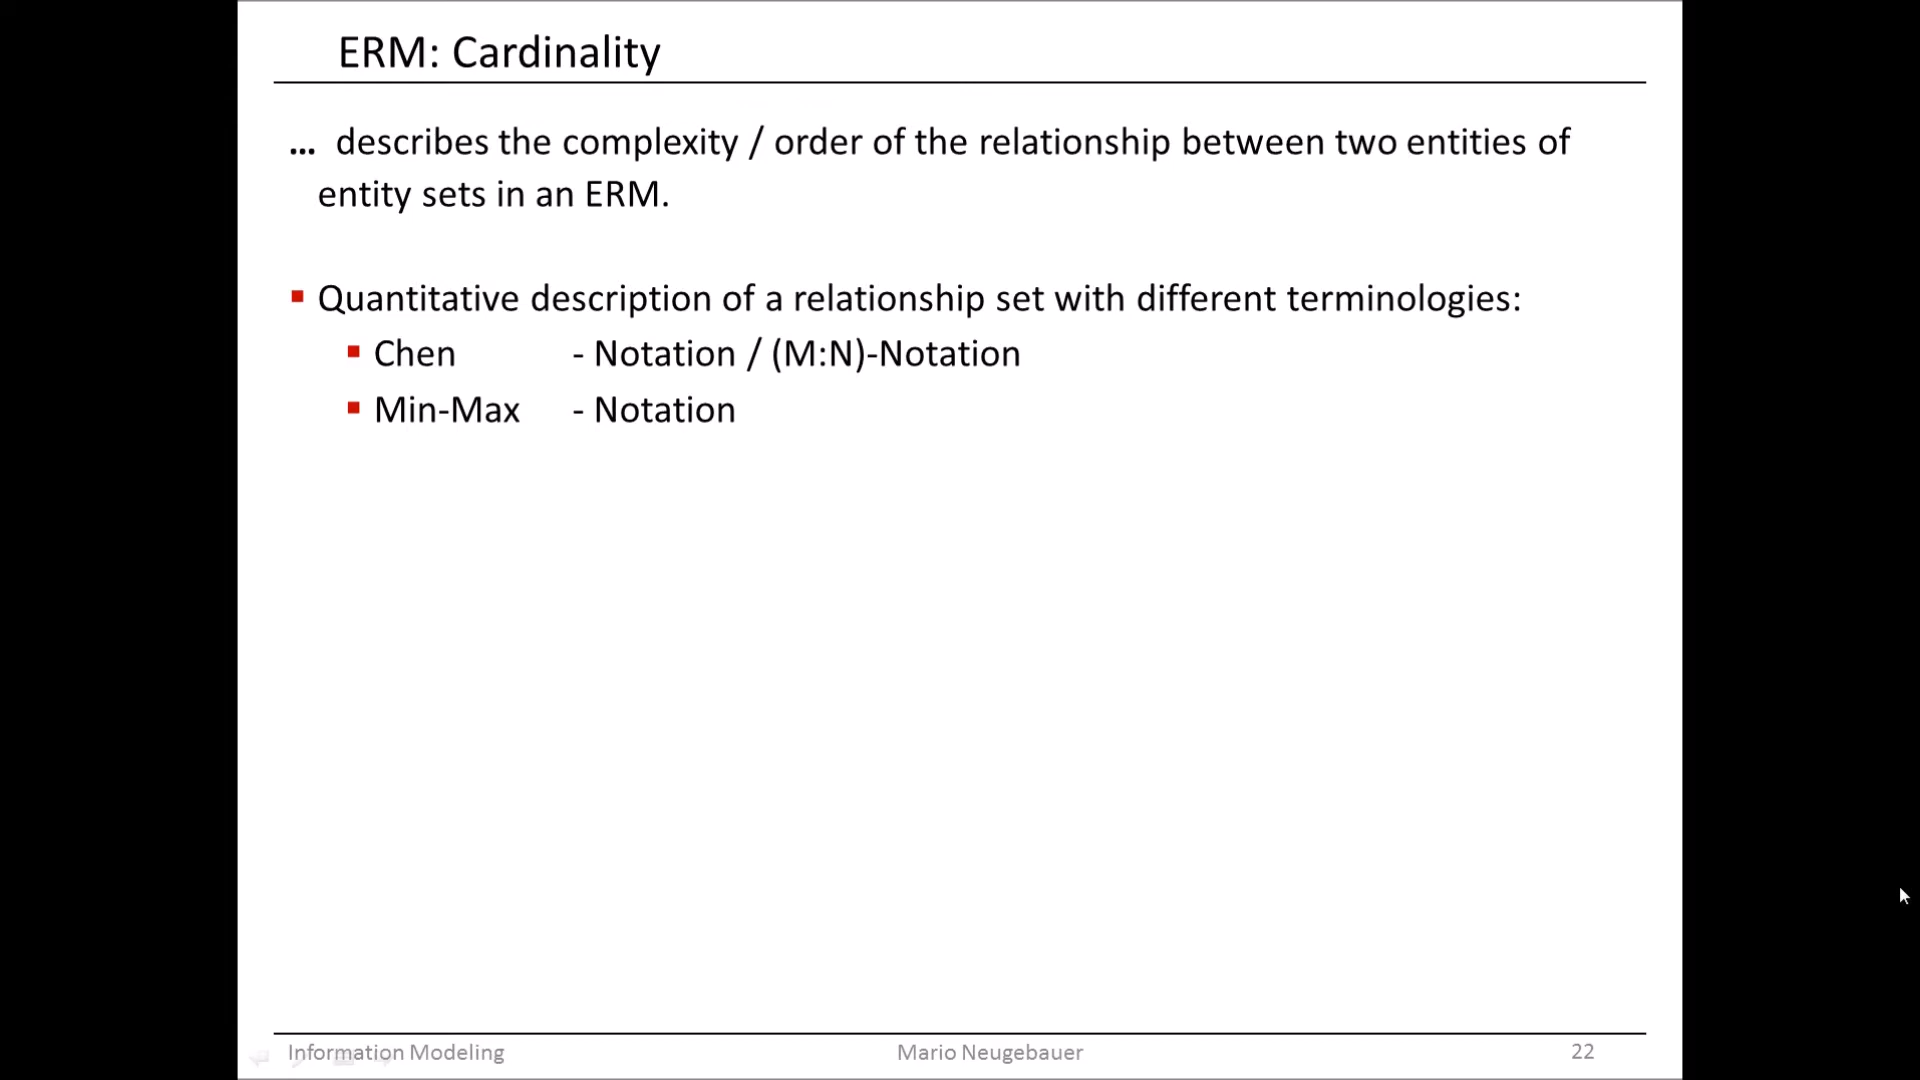 ERM: Cardinality
... describes the complexity / order of the relationship between two entities of
entity sets in an ERM.
Quantitative description of a relationship set with different terminologies:
Chen - Notation / (M:N)-Notation
Min-Max - Notation
Information Modeling Mario Neugebauer 22